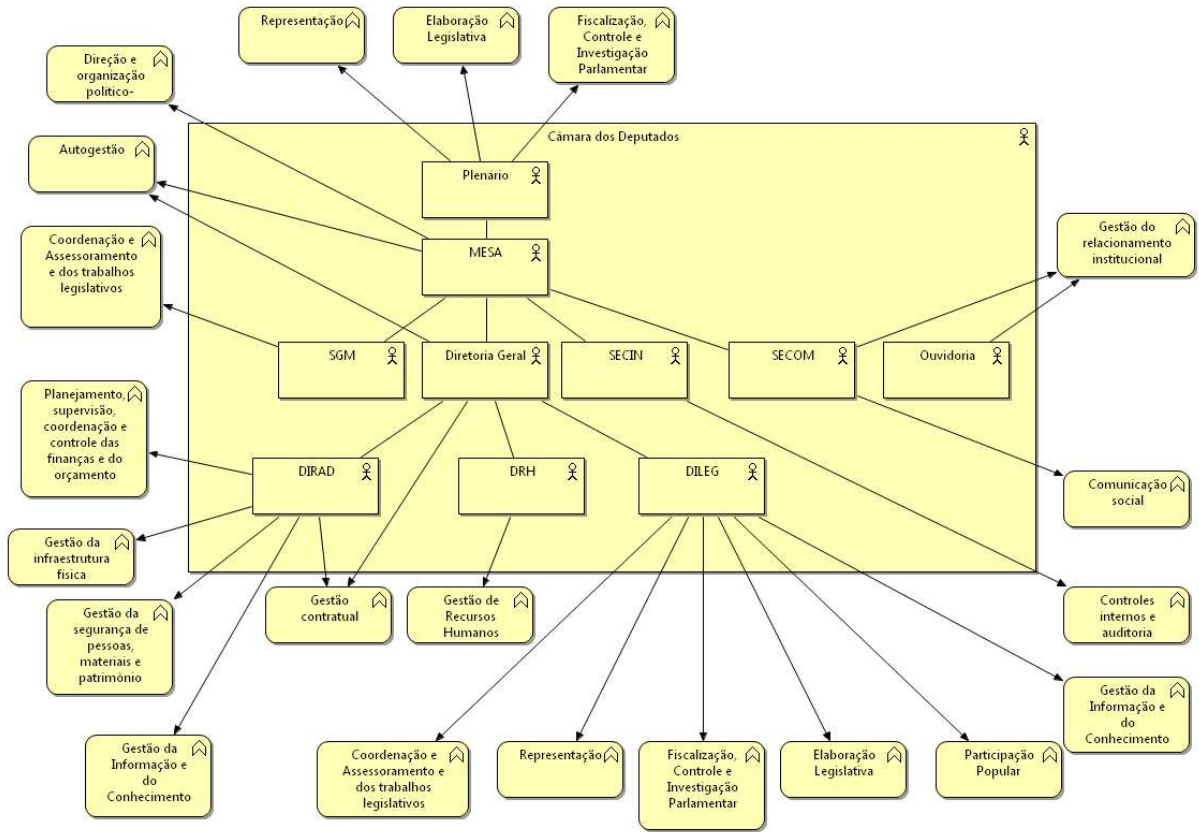 Representação
Elaboração
Legislativa
Fiscalização,
Controle e
Investigação
Parlamentar
Direção e
organização
político-
Câmara dos Deputados
Autogestão
Plenário
Coordenação e
Assessoramento
e dos trabalhos
legislativos
MESA
Gestão do
relacionamento
institucional
SGM
Diretoria Geral
SECIN
SECOM
Ouvidoria
Planejamento,
supervisão,
coordenação e
controle das
finanças e do
orçamento
DIRAD
DRH
DILEG
Comunicação
social
Gestão da
infraestrutura
física
Gestão da
segurança de
pessoas,
materiais e
patrimônio
Gestão
contratual
Gestão de
Recursos
Humanos
Controles
internos e
auditoria
Gestão da
Informação e
do
Conhecimento
Gestão da
Informação e
do
Conhecimento
Coordenação e
Assessoramento e
dos trabalhos
legislativos
Representação
Fiscalização,
Controle e
Investigação
Parlamentar
Elaboração
Legislativa
Participação
Popular